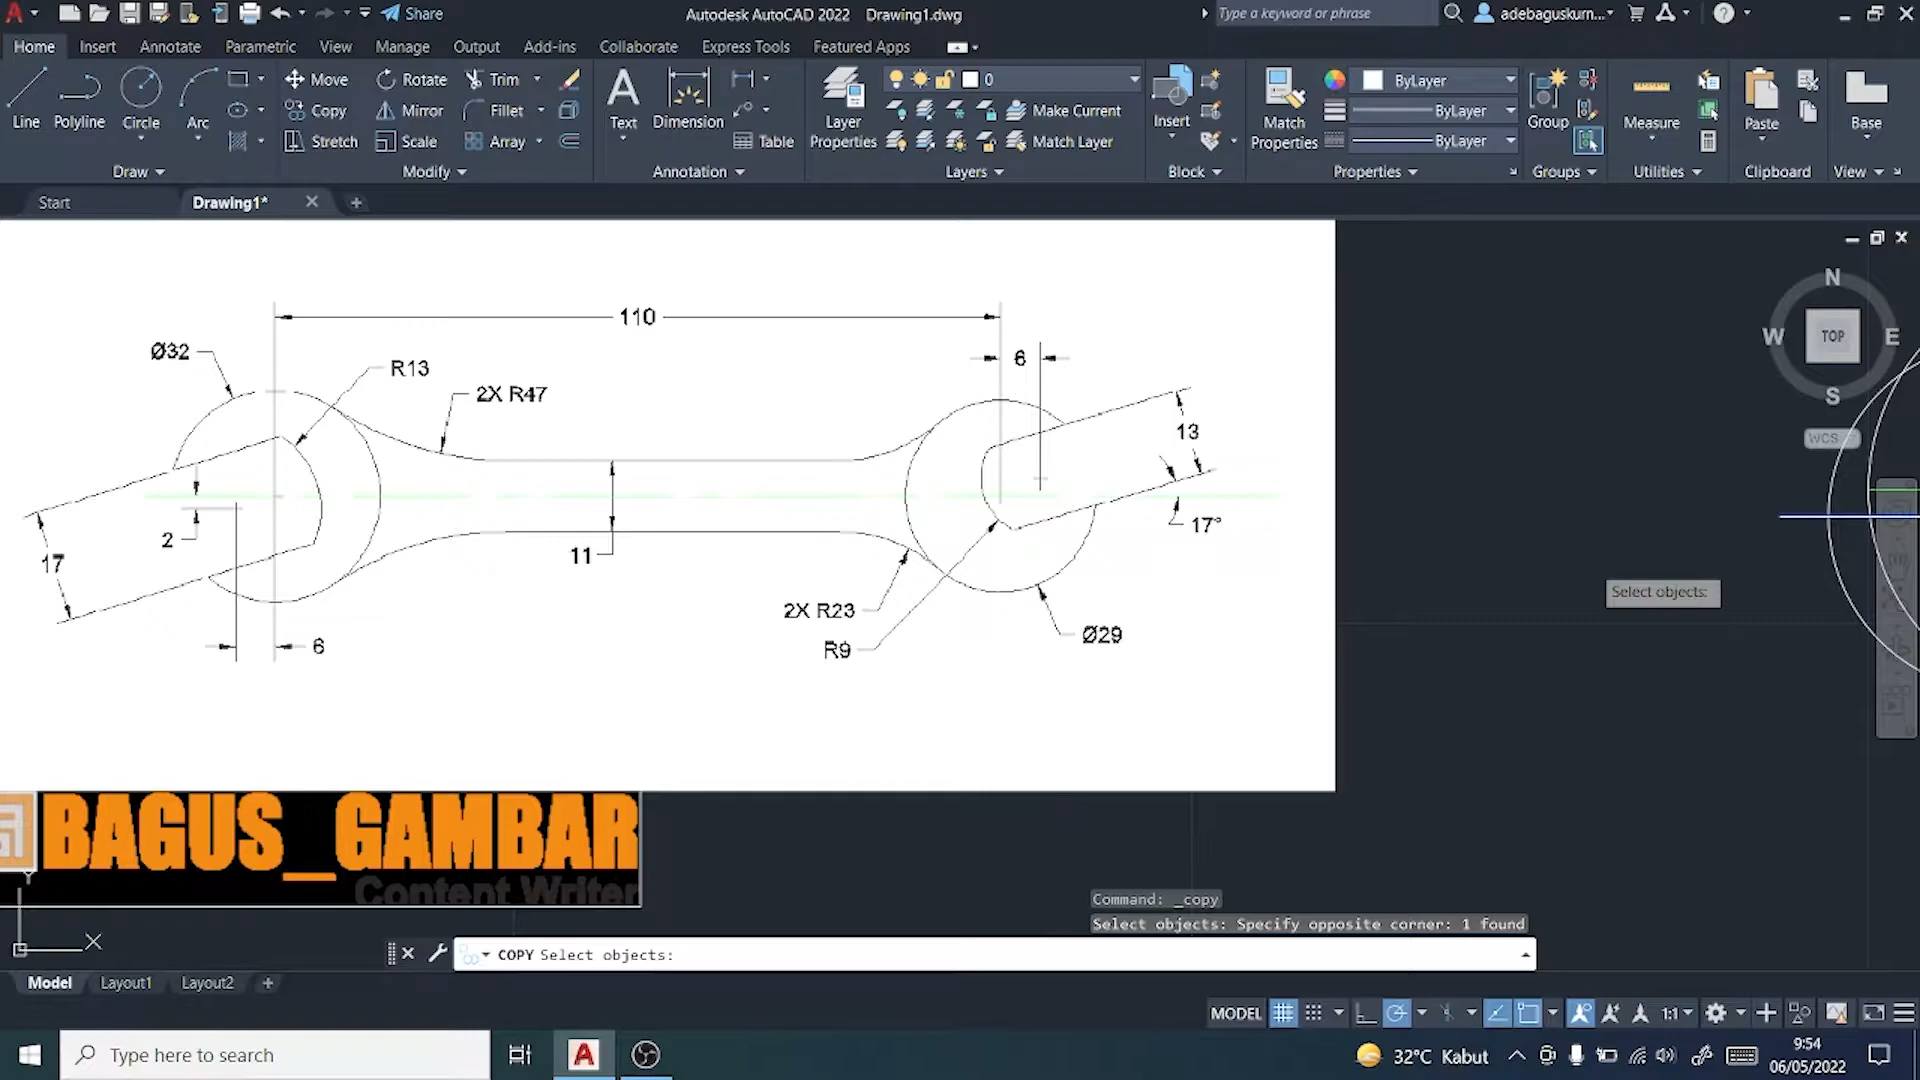 Share
Autodesk AutoCAD 2022 Drawing1.dwg
Type a keyword or phrase
adebaguskurn...
Home Insert Annotate Parametric View Manage Output Add-ins Collaborate Express Tools Featured Apps
Line Polyline Circle Arc
Move Rotate Trim
Copy Mirror Fillet
Stretch Scale Array
Text Dimension Table
Layer Properties
0
Make Current
Match Layer
Insert
Match Properties
ByLayer
ByLayer
ByLayer
Group Measure Paste Base
Draw Modify Annotation Layers Block Properties Groups Utilities Clipboard View
Start Drawing1*
N
W TOP E
S
WCS
110
Ø32
R13
6
2X R47
13
17°
2
17
11
2X R23
Ø29
6
R9
Select objects:
BAGUS_GAMBAR
Content Writer
Y
X
Command: _copy
Select objects: Specify opposite corner: 1 found
COPY Select objects:
Model Layout1 Layout2
MODEL 1:1
Type here to search
32°C Kabut
9:54
06/05/2022